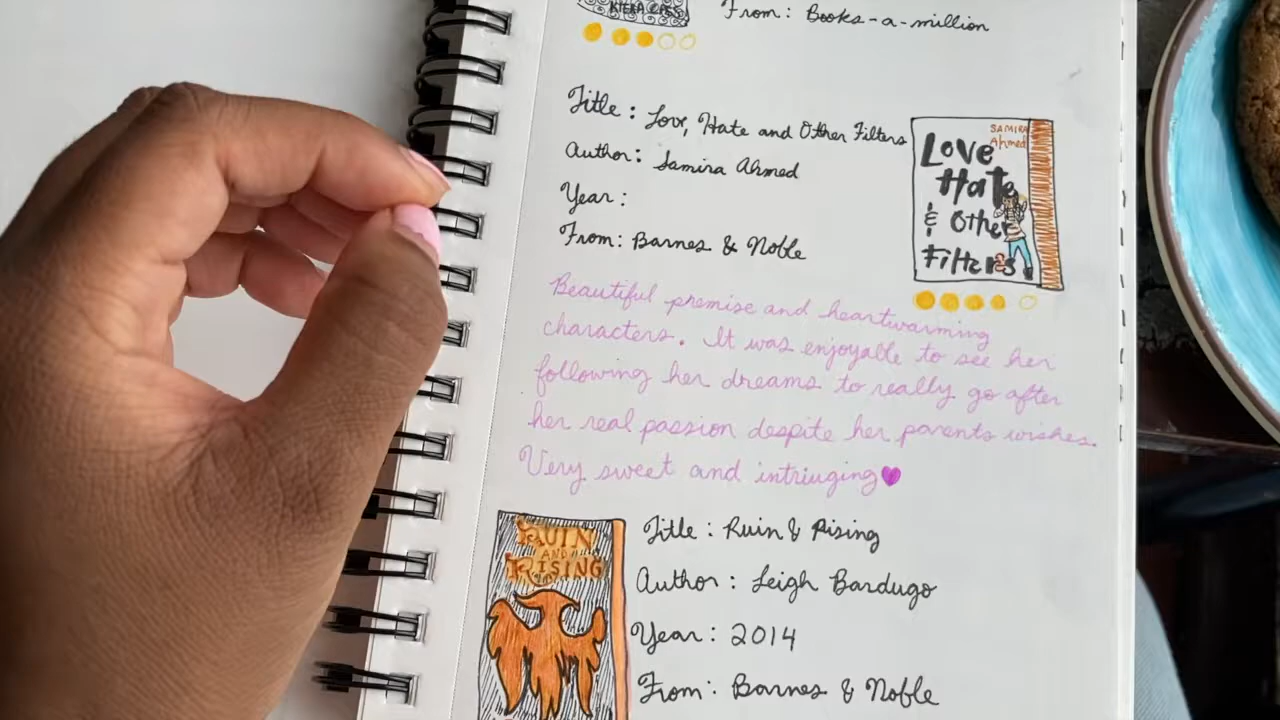 KIERA CASS
From: Books-a-million
Title: Love, Hate and Other Filters
Author: Samira Ahmed
Year:
From: Barnes & Noble
SAMIRA
Ahmed
Love
Hate
& Other
Filters
Beautiful premise and heartwarming
characters. It was enjoyable to see her
following her dreams to really go after
her real passion despite her parents wishes.
Very sweet and intriuging
RUIN
AND
RISING
Title: Ruin & Rising
Author: Leigh Bardugo
Year: 2014
From: Barnes & Noble